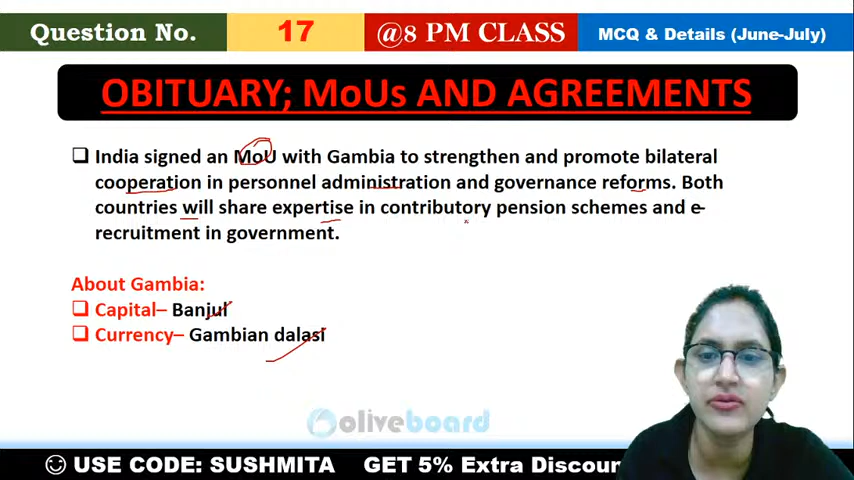 Question No.
17
@8 PM CLASS
MCQ & Details (June-July)
OBITUARY; MoUs AND AGREEMENTS
India signed an MoU with Gambia to strengthen and promote bilateral
cooperation in personnel administration and governance reforms. Both
countries will share expertise in contributory pension schemes and e-
recruitment in government.
About Gambia:
Capital– Banjul
Currency– Gambian dalasi
oliveboard
USE CODE: SUSHMITA GET 5% Extra Discoun